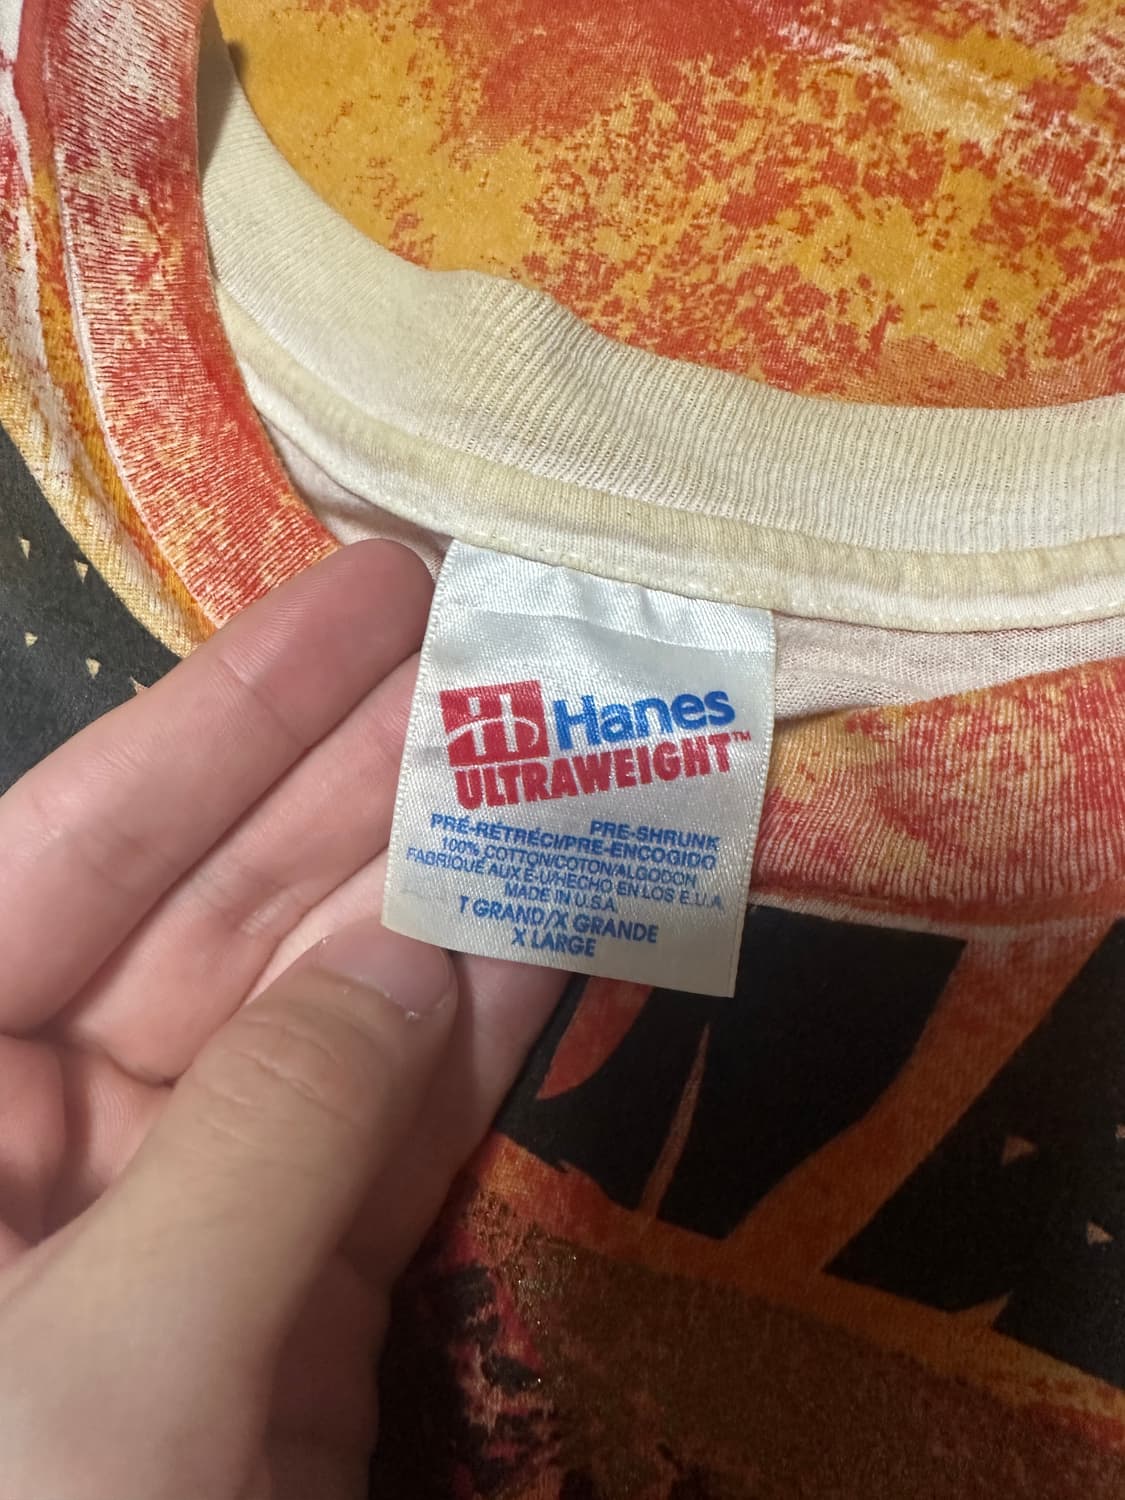 Hanes
ULTRAWEIGHT™
PRÉ-RÉTRÉCI/PRE-ENCOGIDO PRE-SHRUNK
100% COTTON/COTON/ALGODON
FABRIQUÉ AUX É-U/HECHO EN LOS E.U.A.
MADE IN U.S.A.
T GRAND/X GRANDE
X LARGE